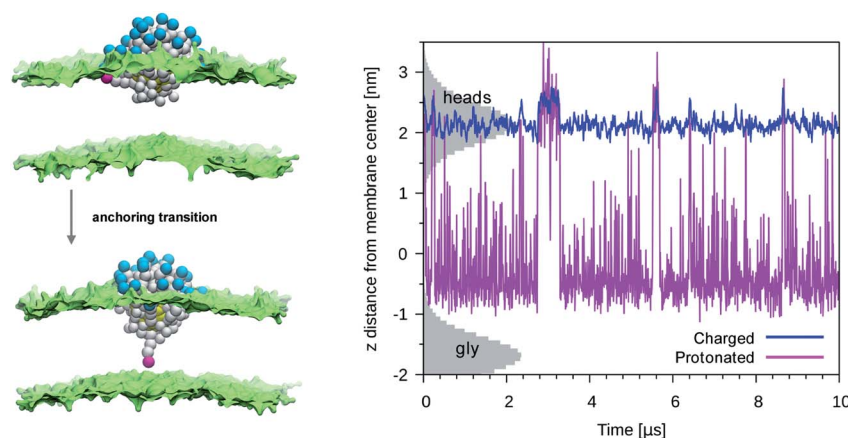 anchoring transition
z distance from membrane center [nm]
3
2
1
0
-1
-2
heads
gly
Charged
Protonated
0 2 4 6 8 10
Time [μs]